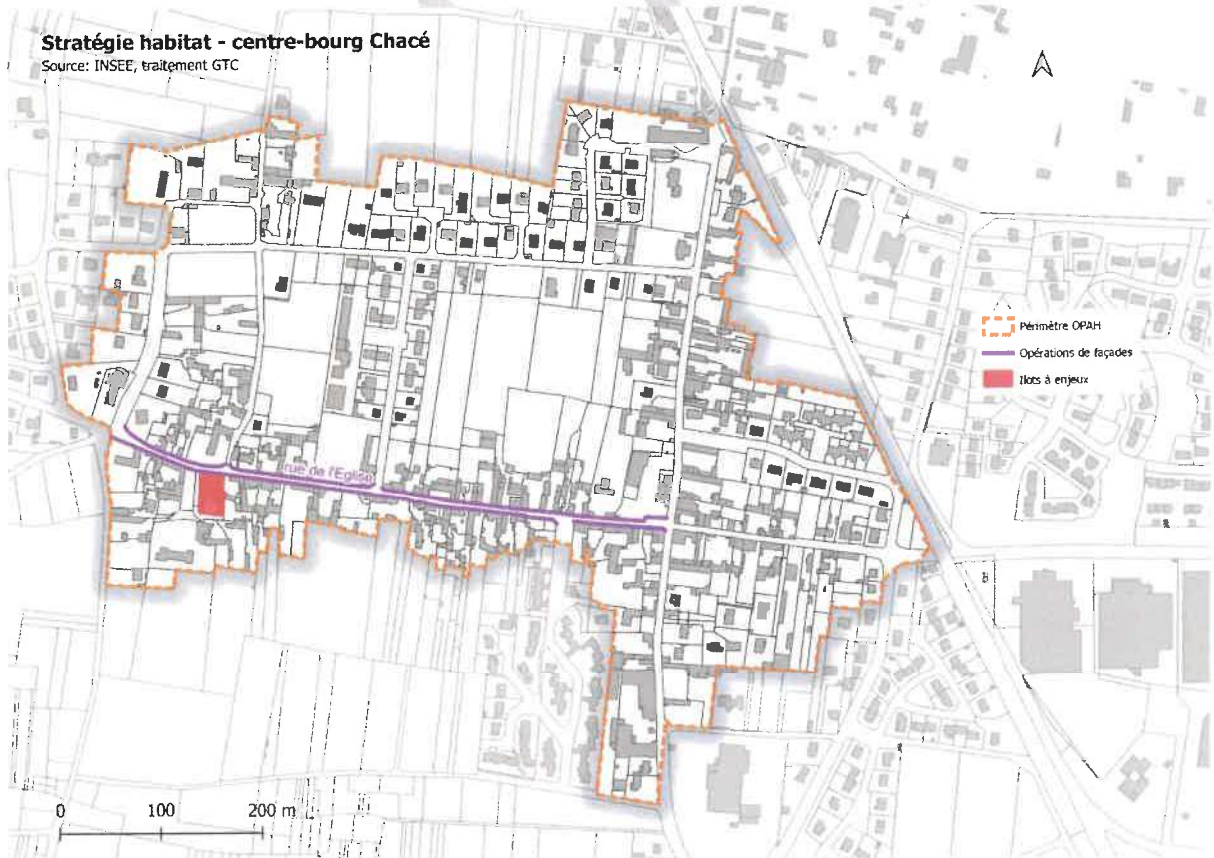 Stratégie habitat - centre-bourg Chacé
Source: INSEE, traitement GTC
Périmètre OPAH
Opérations de façades
Ilots à enjeux
rue de l'Eglise
0 100 200 m